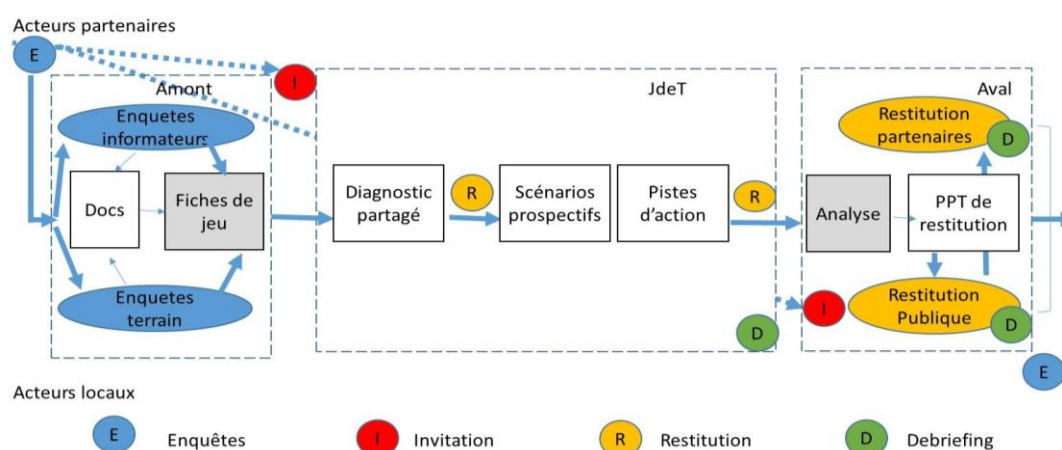 Acteurs partenaires
E
Amont
I
JdeT
Aval
Enquetes
informateurs
Restitution
partenaires
D
Docs
Fiches de
jeu
Diagnostic
partagé
R
Scénarios
prospectifs
Pistes
d'action
R
Analyse
PPT de
restitution
Enquetes
terrain
D
I
Restitution
Publique
D
E
Acteurs locaux
E
Enquêtes
I
Invitation
R
Restitution
D
Debriefing